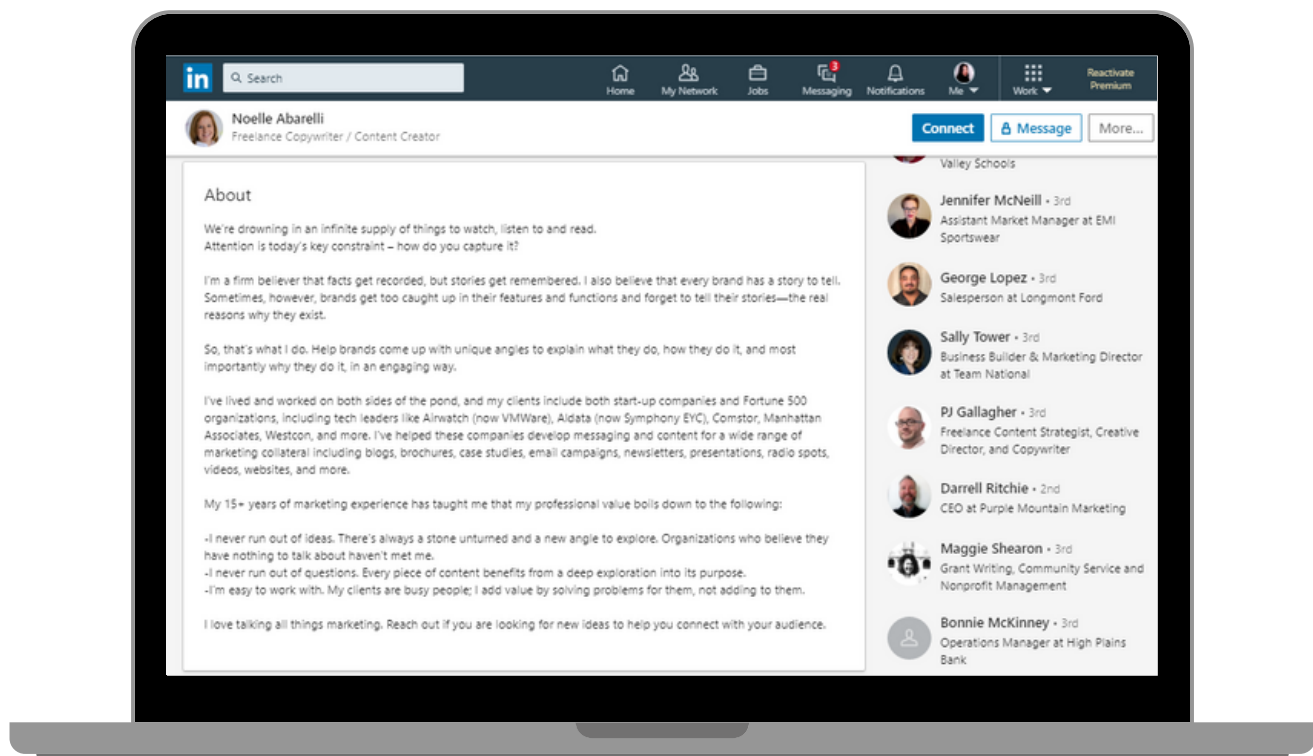 in
Search
Home
My Network
Jobs
3
Messaging
Notifications
Me
Work
Reactivate
Premium
Noelle Abarelli
Freelance Copywriter / Content Creator
Connect
Message
More...
About
We're drowning in an infinite supply of things to watch, listen to and read.
Attention is today's key constraint – how do you capture it?
I'm a firm believer that facts get recorded, but stories get remembered. I also believe that every brand has a story to tell.
Sometimes, however, brands get too caught up in their features and functions and forget to tell their stories—the real
reasons why they exist.
So, that's what I do. Help brands come up with unique angles to explain what they do, how they do it, and most
importantly why they do it, in an engaging way.
I've lived and worked on both sides of the pond, and my clients include both start-up companies and Fortune 500
organizations, including tech leaders like Airwatch (now VMWare), Aldata (now Symphony EYC), Comstor, Manhattan
Associates, Westcon, and more. I've helped these companies develop messaging and content for a wide range of
marketing collateral including blogs, brochures, case studies, email campaigns, newsletters, presentations, radio spots,
videos, websites, and more.
My 15+ years of marketing experience has taught me that my professional value boils down to the following:
-I never run out of ideas. There's always a stone unturned and a new angle to explore. Organizations who believe they
have nothing to talk about haven't met me.
-I never run out of questions. Every piece of content benefits from a deep exploration into its purpose.
-I'm easy to work with. My clients are busy people; I add value by solving problems for them, not adding to them.
I love talking all things marketing. Reach out if you are looking for new ideas to help you connect with your audience.
Valley Schools
Jennifer McNeill • 3rd
Assistant Market Manager at EMI
Sportswear
George Lopez • 3rd
Salesperson at Longmont Ford
Sally Tower • 3rd
Business Builder & Marketing Director
at Team National
PJ Gallagher • 3rd
Freelance Content Strategist, Creative
Director, and Copywriter
Darrell Ritchie • 2nd
CEO at Purple Mountain Marketing
Maggie Shearon • 3rd
Grant Writing, Community Service and
Nonprofit Management
Bonnie McKinney • 3rd
Operations Manager at High Plains
Bank